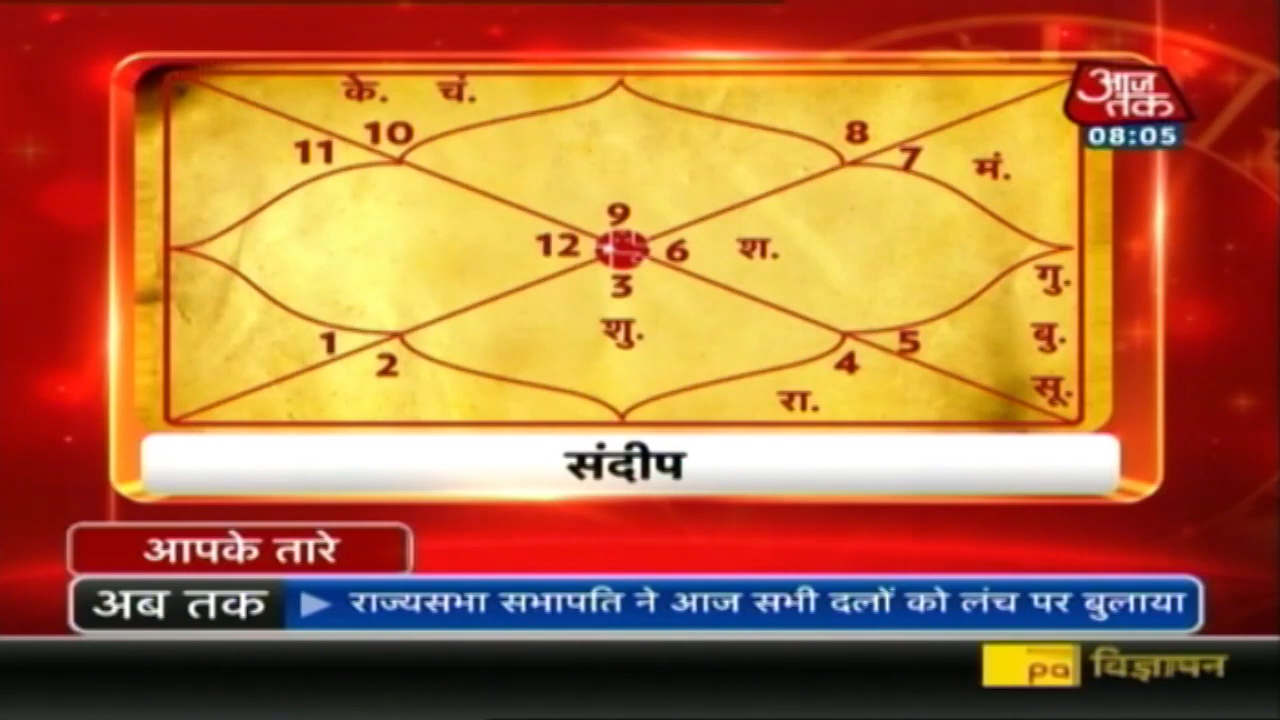 के. चं.
आज
तक
08:05
10
8
11
7
मं.
9
12
6
श.
3
गु.
शु.
बु.
1
5
2
4
सू.
रा.
संदीप
आपके तारे
अब तक
राज्यसभा सभापति ने आज सभी दलों को लंच पर बुलाया
pa
विज्ञापन